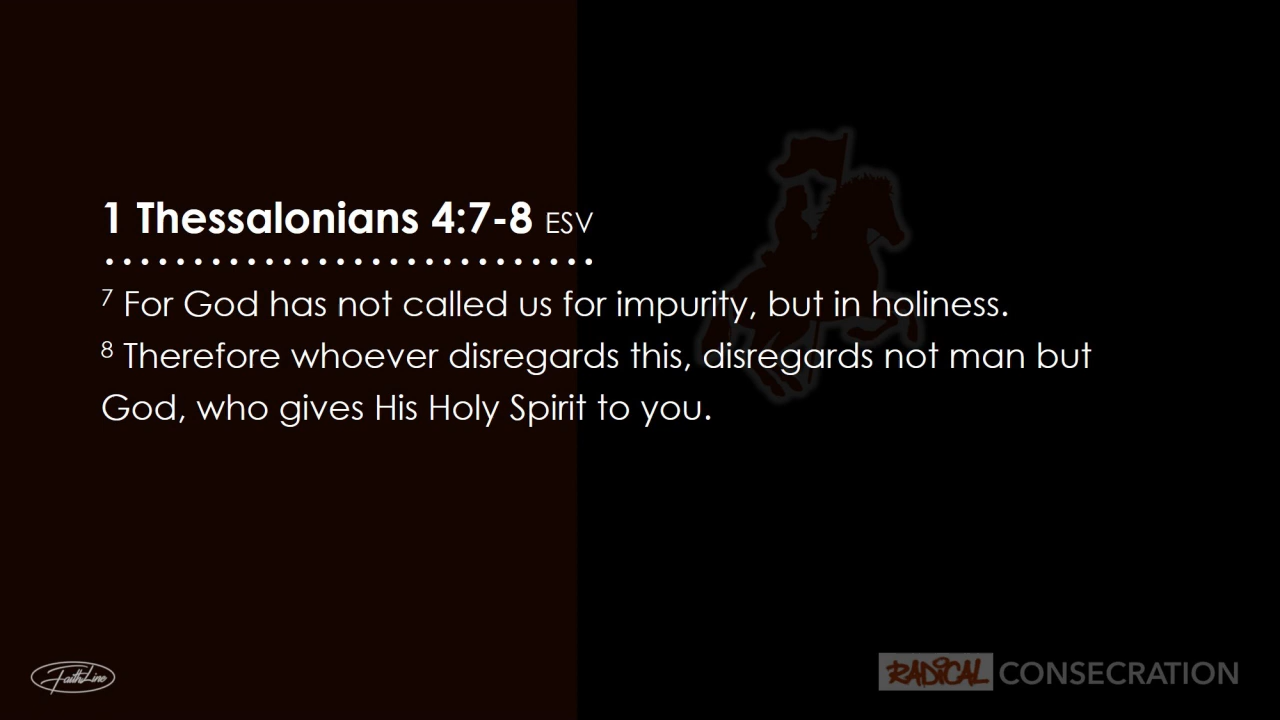 1 Thessalonians 4:7-8 ESV
7 For God has not called us for impurity, but in holiness.
8 Therefore whoever disregards this, disregards not man but
God, who gives His Holy Spirit to you.
FaithLine
RADICAL CONSECRATION